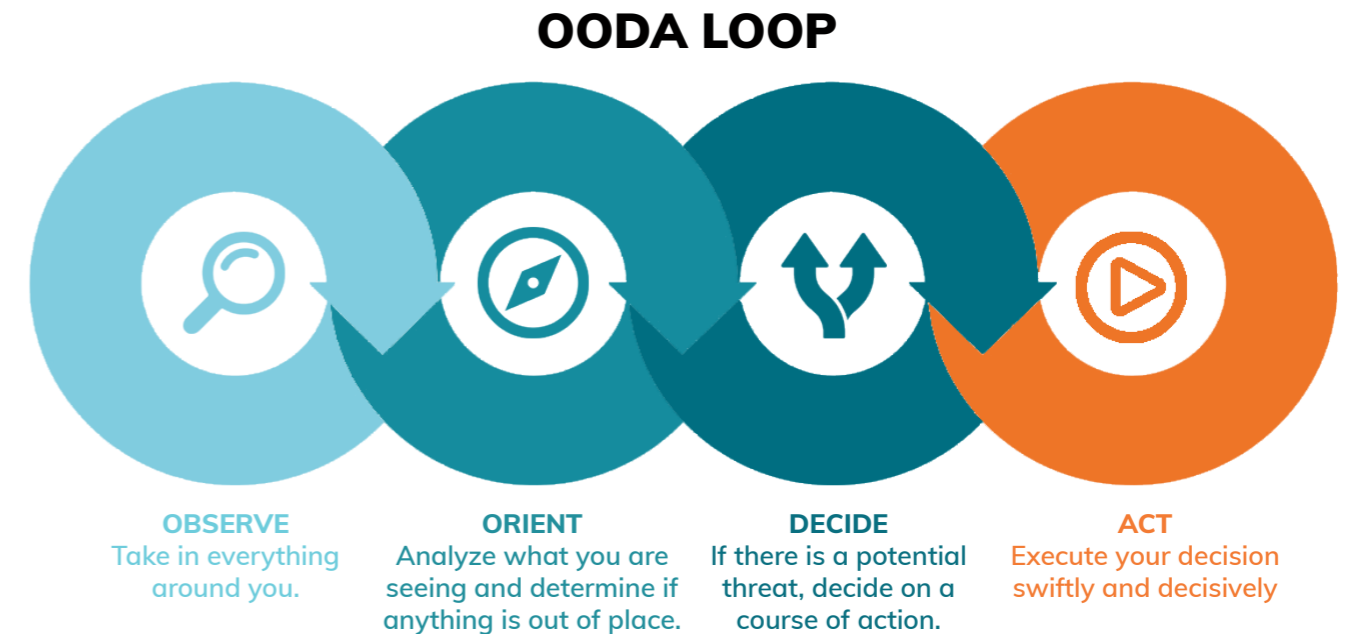 OODA LOOP
OBSERVE
Take in everything
around you.
ORIENT
Analyze what you are
seeing and determine if
anything is out of place.
DECIDE
If there is a potential
threat, decide on a
course of action.
ACT
Execute your decision
swiftly and decisively